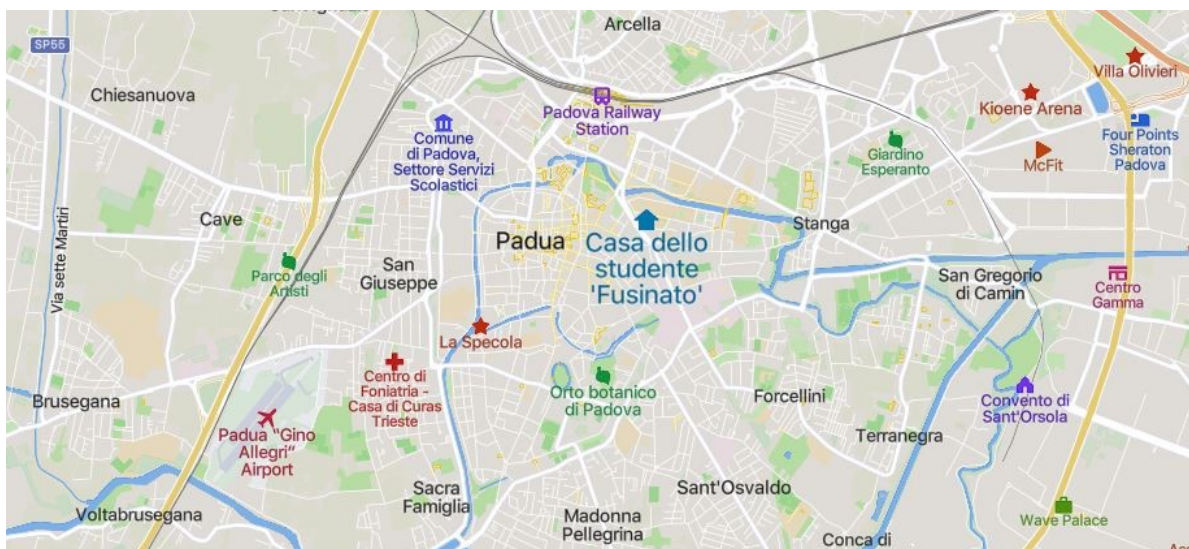 Arcella
SP55
Villa Olivieri
Chiesanuova
Kioene Arena
Padova Railway
Station
Comune
di Padova,
Settore Servizi
Scolastici
Four Points
Sheraton
Padova
Giardino
Esperanto
McFit
Via sette Martiri
Cave
Stanga
Padua
Casa dello
studente
'Fusinato'
San
Giuseppe
Parco degli
Artisti
San Gregorio
di Camin
Centro
Gamma
La Specola
Centro di
Foniatria -
Casa di Curas
Trieste
Orto botanico
di Padova
Forcellini
Convento di
Sant'Orsola
Brusegana
Padua “Gino
Allegri”
Airport
Terranegra
Sacra
Famiglia
Sant'Osvaldo
Voltabrusegana
Madonna
Pellegrina
Wave Palace
Conca di